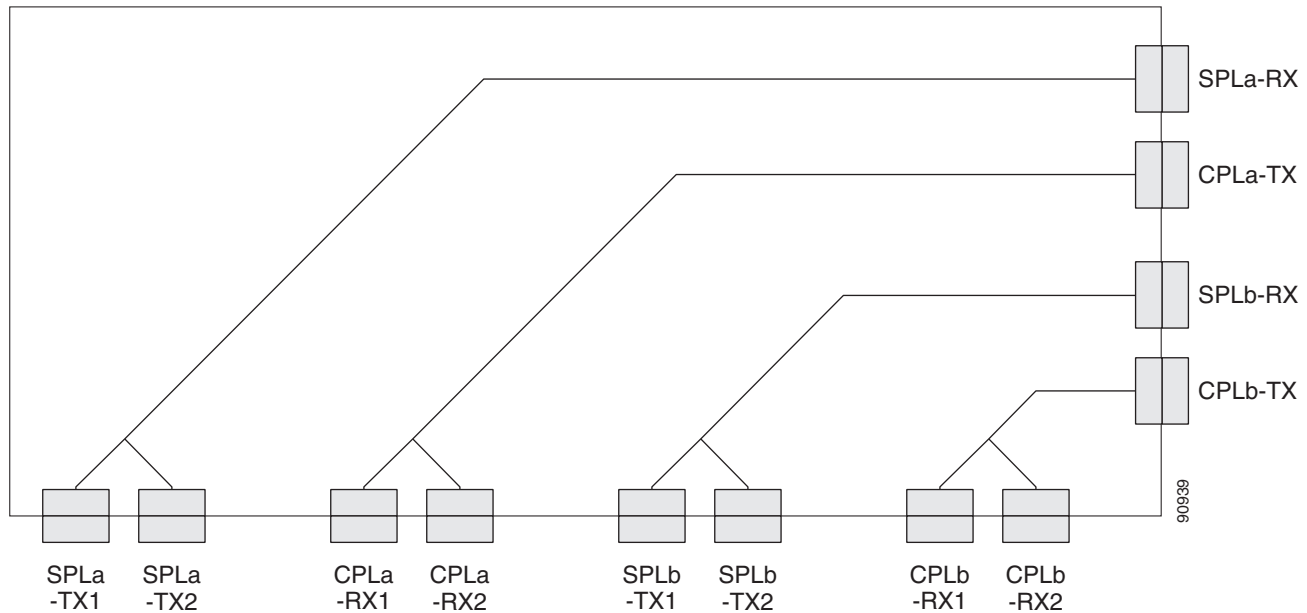 SPLa-RX
CPLa-TX
SPLb-RX
CPLb-TX
90939
SPLa
-TX1
SPLa
-TX2
CPLa
-RX1
CPLa
-RX2
SPLb
-TX1
SPLb
-TX2
CPLb
-RX1
CPLb
-RX2